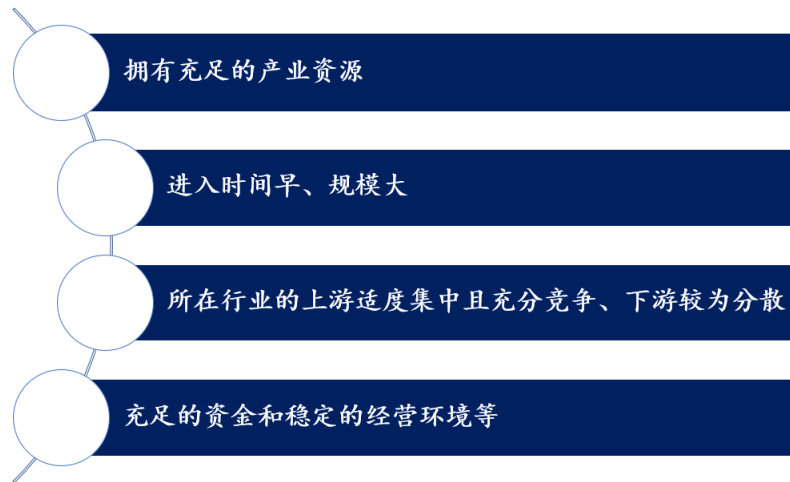 拥有充足的产业资源
进入时间早、规模大
所在行业的上游适度集中且充分竞争、下游较为分散
充足的资金和稳定的经营环境等